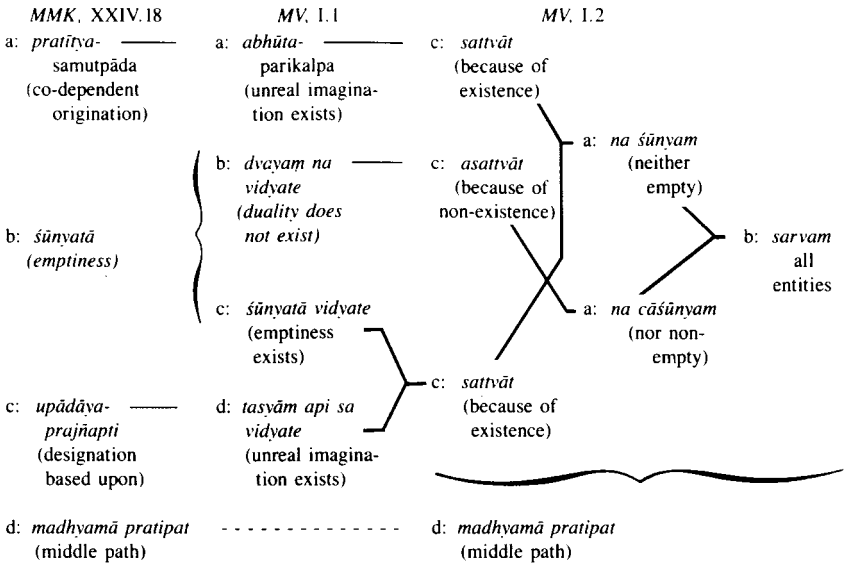 MMK, XXIV.18 MV, I.1 MV, I.2
a: pratītya-
samutpāda
(co-dependent
origination)
b: śūnyatā
(emptiness)
c: upādāya-
prajñapti
(designation
based upon)
d: madhyamā pratipat
(middle path)
a: abhūta-
parikalpa
(unreal imagina-
tion exists)
b: dvayaṃ na
vidyate
(duality does
not exist)
c: śūnyatā vidyate
(emptiness
exists)
d: tasyām api sa
vidyate
(unreal imagina-
tion exists)
c: sattvāt
(because of
existence)
c: asattvāt
(because of
non-existence)
c: sattvāt
(because of
existence)
d: madhyamā pratipat
(middle path)
a: na śūnyam
(neither
empty)
a: na cāśūnyam
(nor non-
empty)
b: sarvam
all
entities